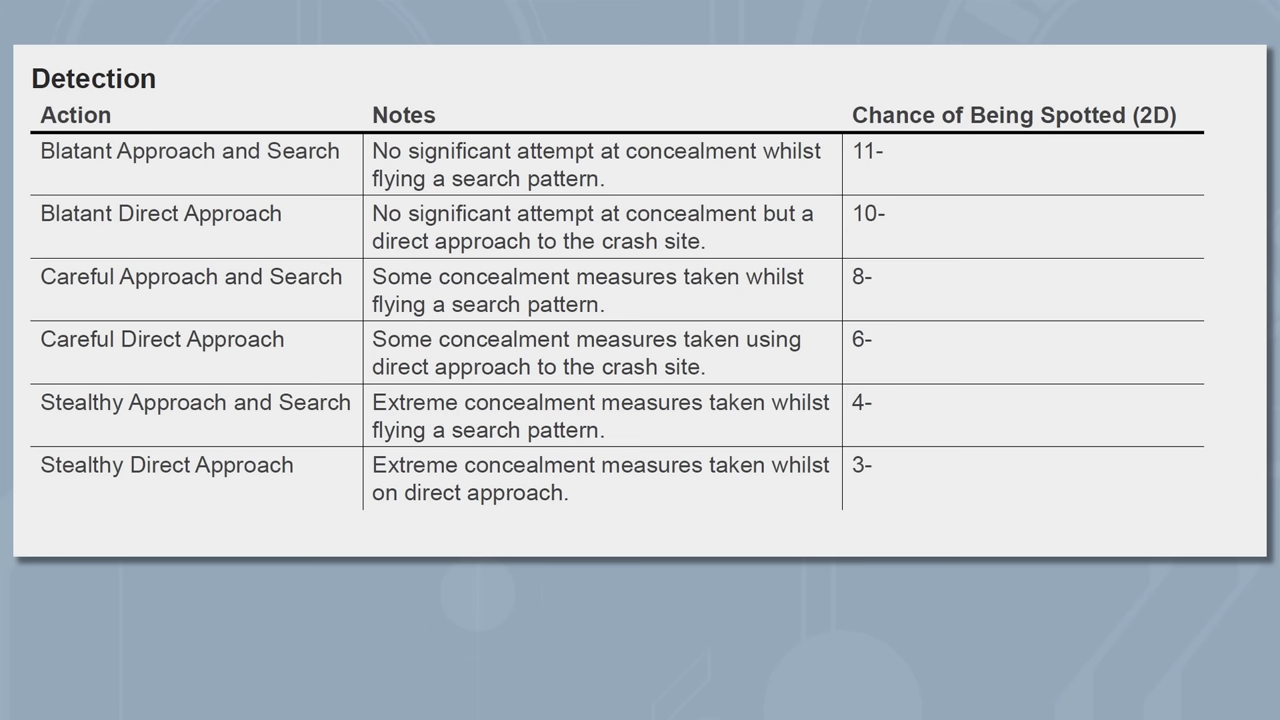 Detection
Action Notes Chance of Being Spotted (2D)
Blatant Approach and Search No significant attempt at concealment whilst 11-
flying a search pattern.
Blatant Direct Approach No significant attempt at concealment but a 10-
direct approach to the crash site.
Careful Approach and Search Some concealment measures taken whilst 8-
flying a search pattern.
Careful Direct Approach Some concealment measures taken using 6-
direct approach to the crash site.
Stealthy Approach and Search Extreme concealment measures taken whilst 4-
flying a search pattern.
Stealthy Direct Approach Extreme concealment measures taken whilst 3-
on direct approach.